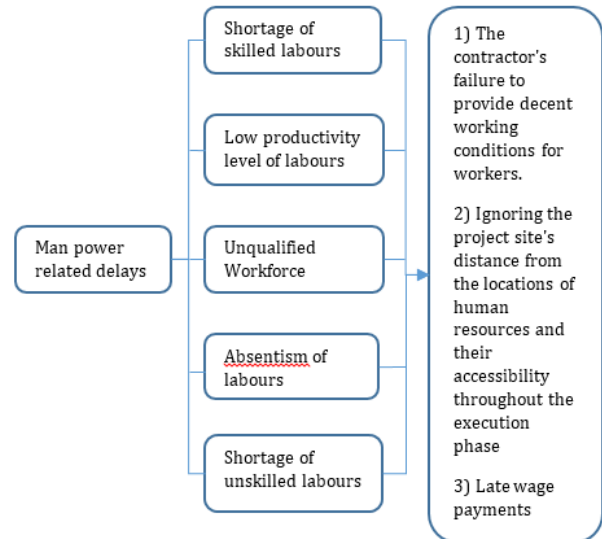 Man power
related delays
Shortage of
skilled labours
Low productivity
level of labours
Unqualified
Workforce
Absentism of
labours
Shortage of
unskilled labours
1) The
contractor's
failure to
provide decent
working
conditions for
workers.
2) Ignoring the
project site's
distance from
the locations of
human
resources and
their
accessibility
throughout the
execution
phase
3) Late wage
payments